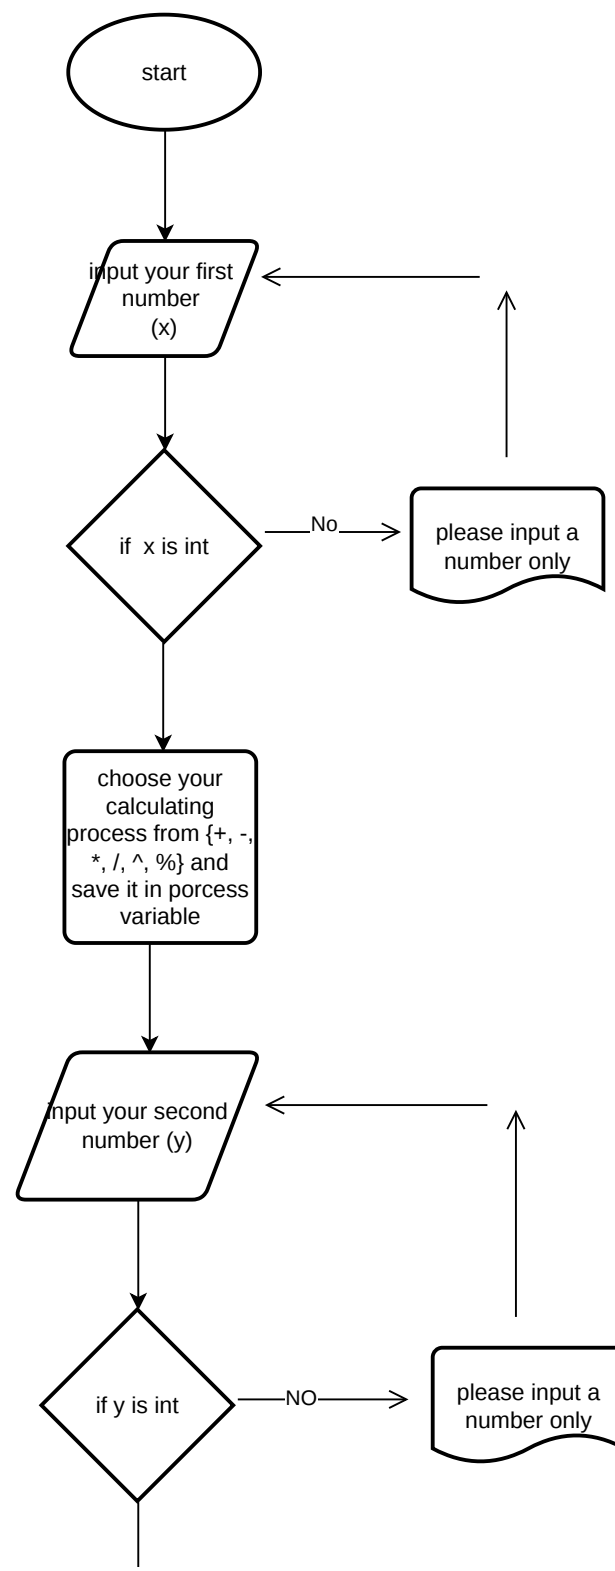 start
input your first
number
(x)
if x is int
No
please input a
number only
choose your
calculating
process from {+, -,
*, /, ^, %} and
save it in porcess
variable
input your second
number (y)
if y is int
NO
please input a
number only